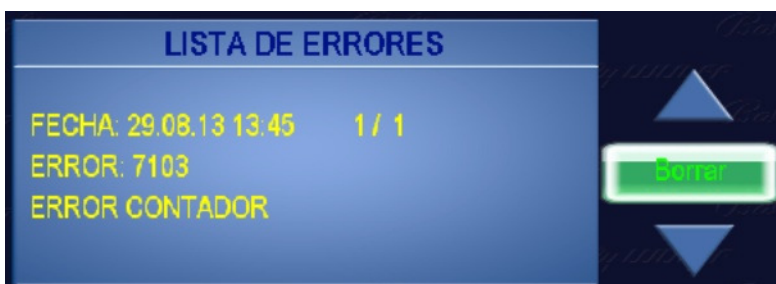 LISTA DE ERRORES
FECHA: 29.08.13 13:45 1 / 1
ERROR: 7103
ERROR CONTADOR
Borrar